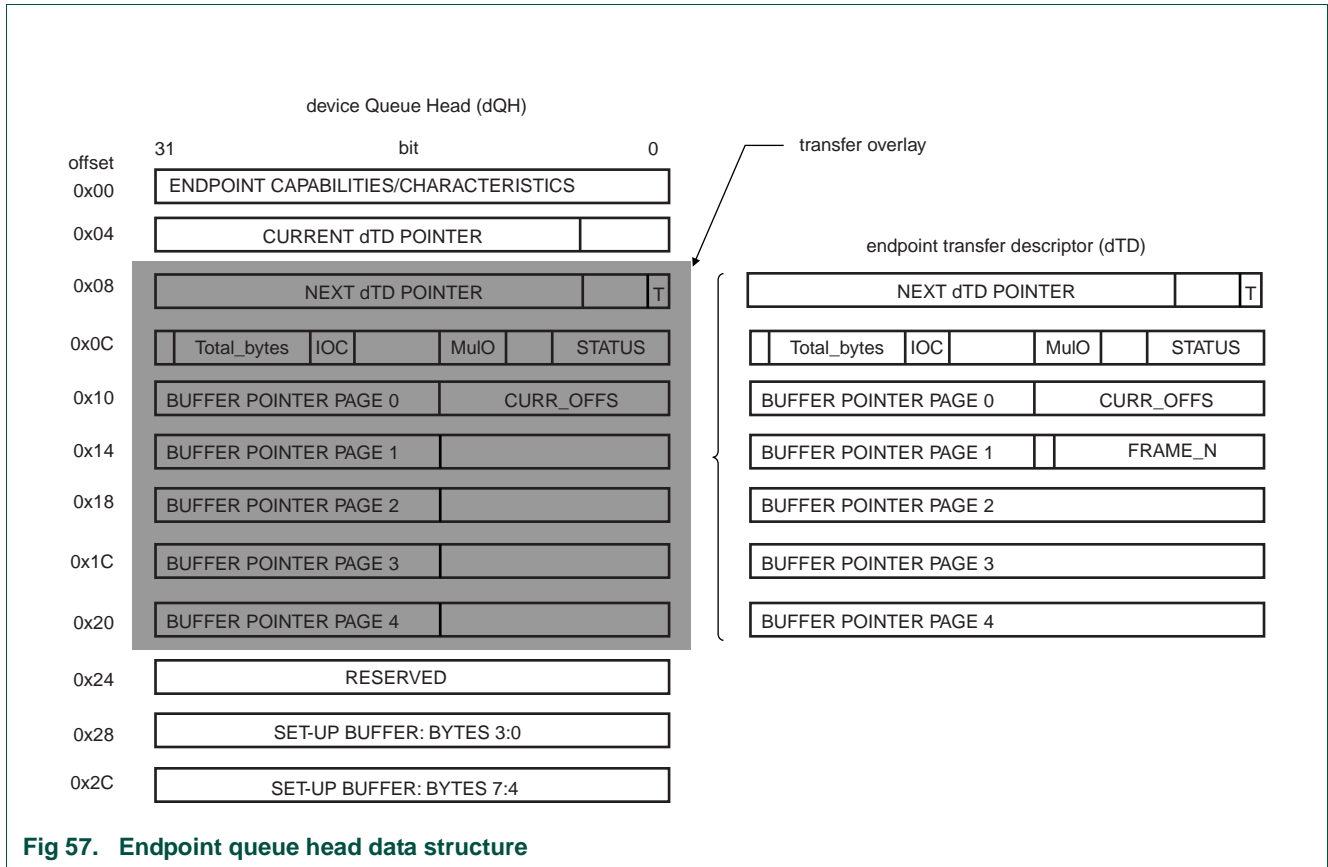 device Queue Head (dQH)
31 bit 0
transfer overlay
offset
0x00 ENDPOINT CAPABILITIES/CHARACTERISTICS
0x04 CURRENT dTD POINTER
endpoint transfer descriptor (dTD)
0x08 NEXT dTD POINTER T NEXT dTD POINTER T
0x0C Total_bytes IOC MulO STATUS Total_bytes IOC MulO STATUS
0x10 BUFFER POINTER PAGE 0 CURR_OFFS BUFFER POINTER PAGE 0 CURR_OFFS
0x14 BUFFER POINTER PAGE 1 BUFFER POINTER PAGE 1 FRAME_N
0x18 BUFFER POINTER PAGE 2 BUFFER POINTER PAGE 2
0x1C BUFFER POINTER PAGE 3 BUFFER POINTER PAGE 3
0x20 BUFFER POINTER PAGE 4 BUFFER POINTER PAGE 4
0x24 RESERVED
0x28 SET-UP BUFFER: BYTES 3:0
0x2C SET-UP BUFFER: BYTES 7:4
Fig 57. Endpoint queue head data structure